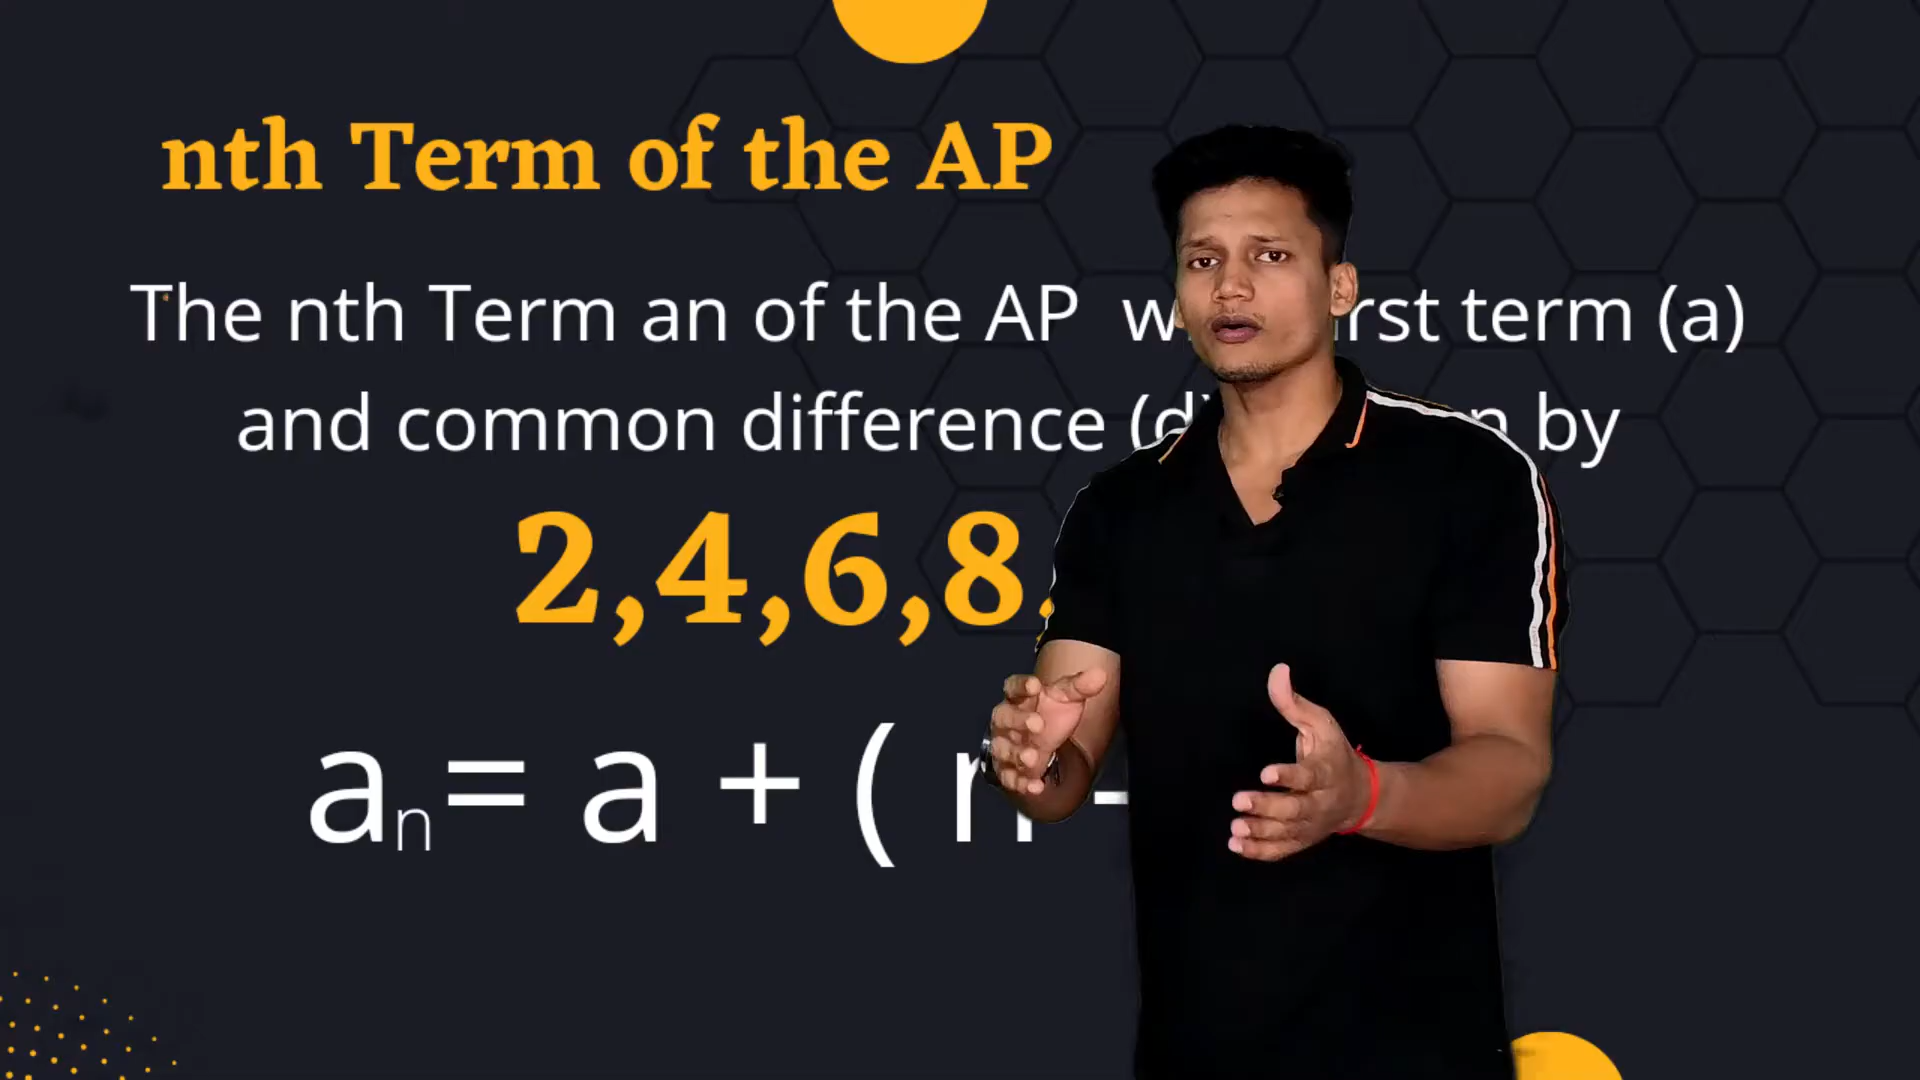 nth Term of the AP
The nth Term an of the AP term (a)
and common difference by
2,4,6,8
an= a + ( n -